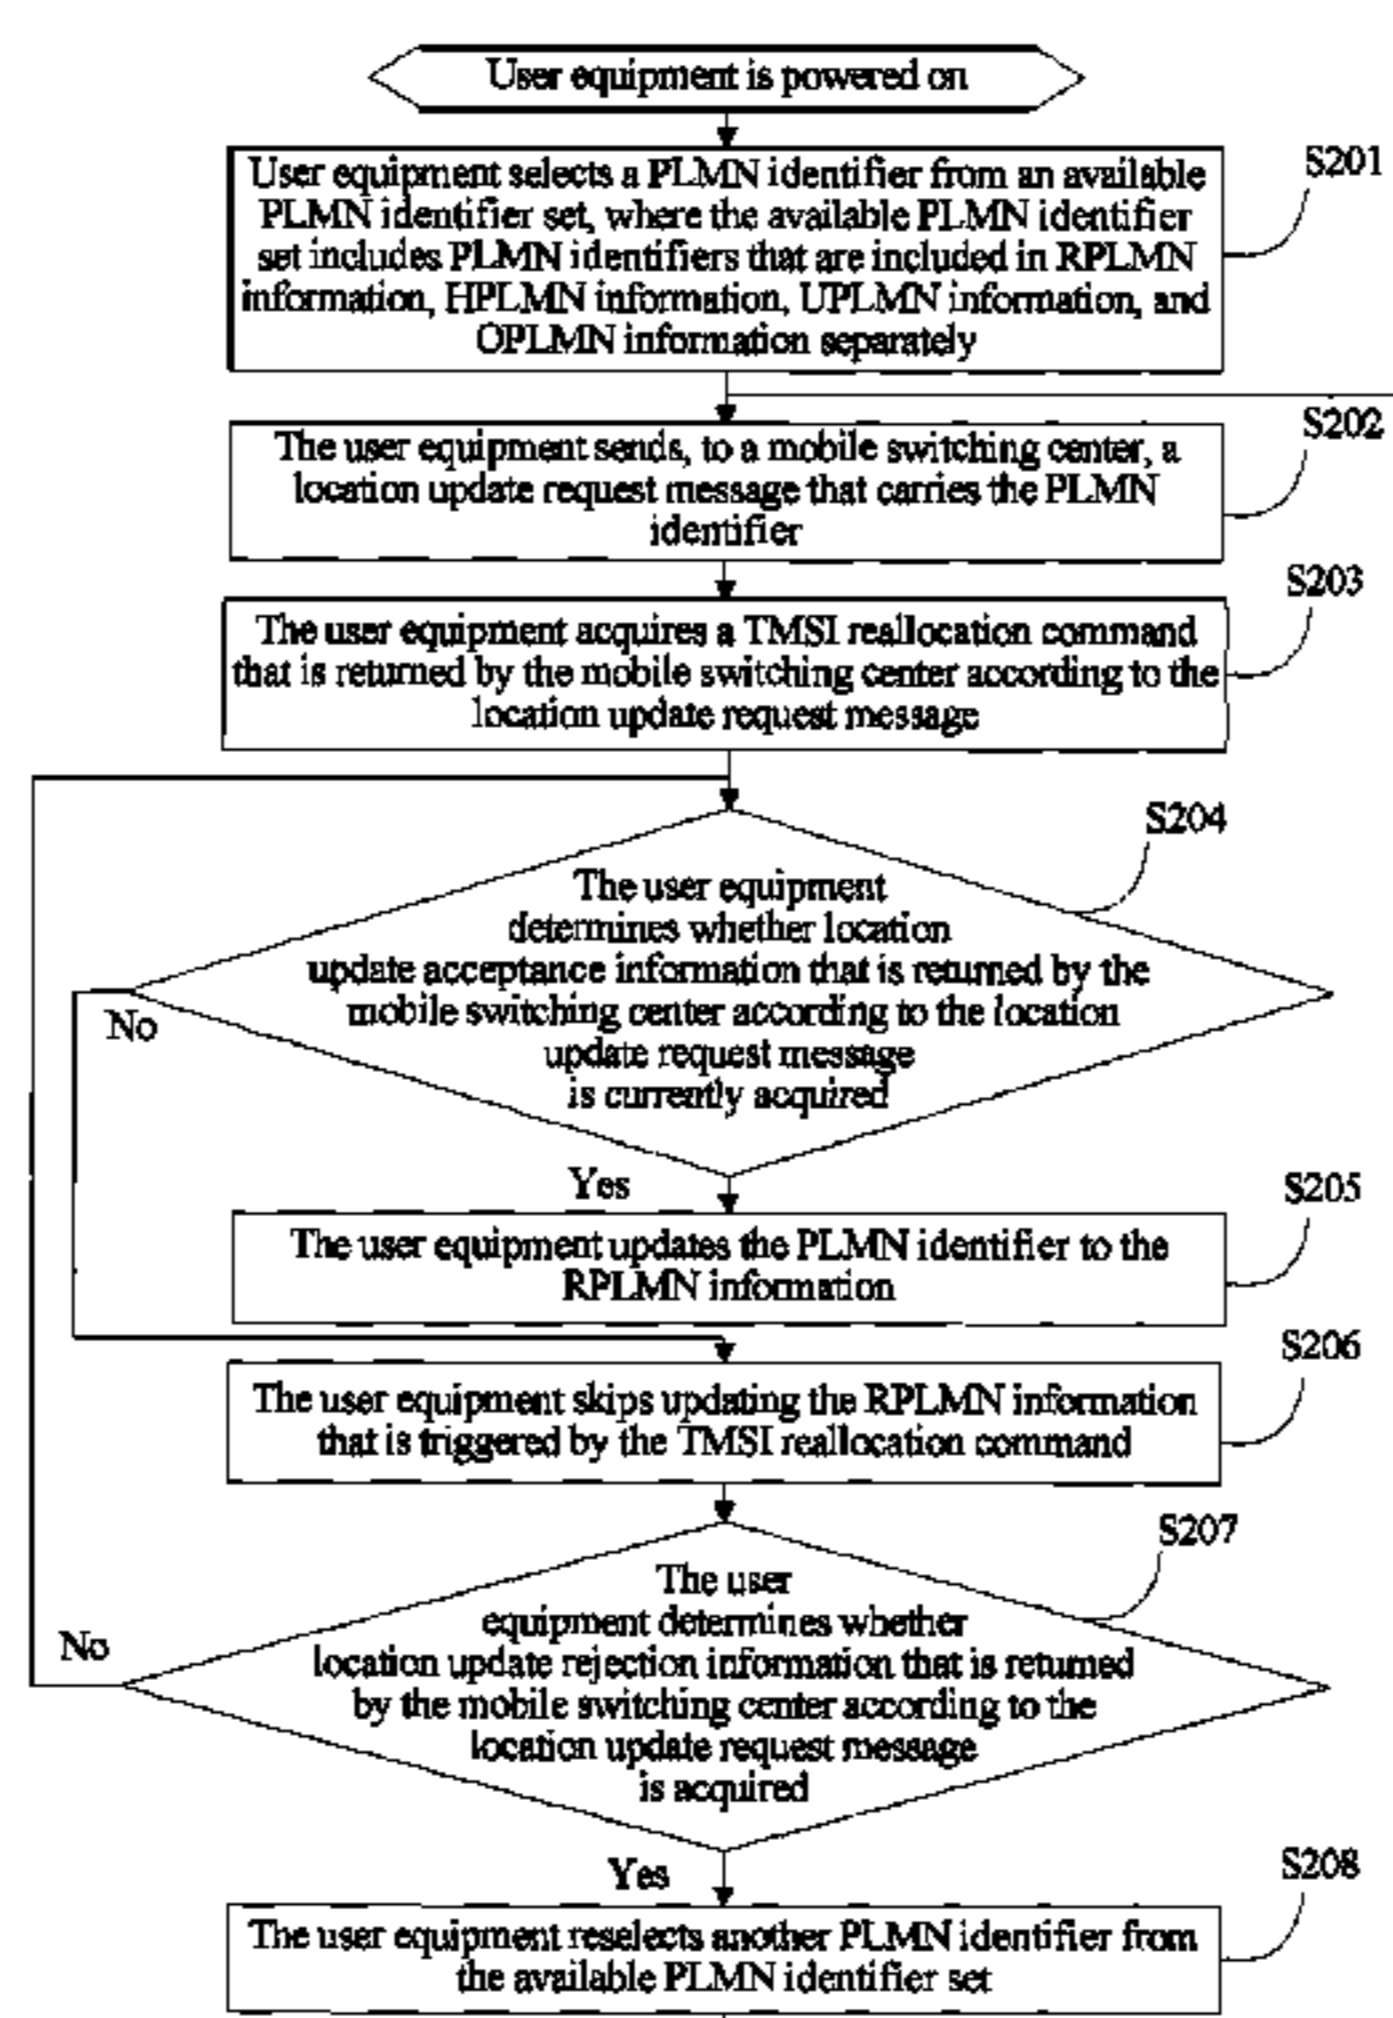 User equipment is powered on
S201
User equipment selects a PLMN identifier from an available
PLMN identifier set, where the available PLMN identifier
set includes PLMN identifiers that are included in RPLMN
information, HPLMN information, UPLMN information, and
OPLMN information separately
S202
The user equipment sends, to a mobile switching center, a
location update request message that carries the PLMN
identifier
S203
The user equipment acquires a TMSI reallocation command
that is returned by the mobile switching center according to the
location update request message
S204
The user equipment
determines whether location
update acceptance information that is returned by the
mobile switching center according to the location
update request message
is currently acquired
No
Yes
S205
The user equipment updates the PLMN identifier to the
RPLMN information
S206
The user equipment skips updating the RPLMN information
that is triggered by the TMSI reallocation command
S207
The user
equipment determines whether
location update rejection information that is returned
by the mobile switching center according to the
location update request message
is acquired
No
Yes
S208
The user equipment reselects another PLMN identifier from
the available PLMN identifier set